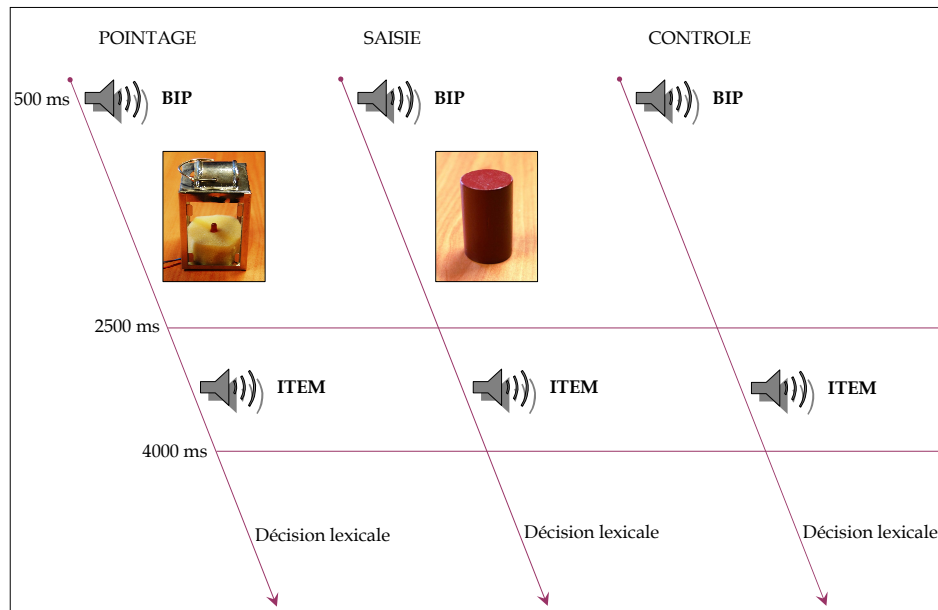 POINTAGE SAISIE CONTROLE
500 ms BIP BIP BIP
2500 ms
ITEM ITEM ITEM
4000 ms
Décision lexicale Décision lexicale Décision lexicale